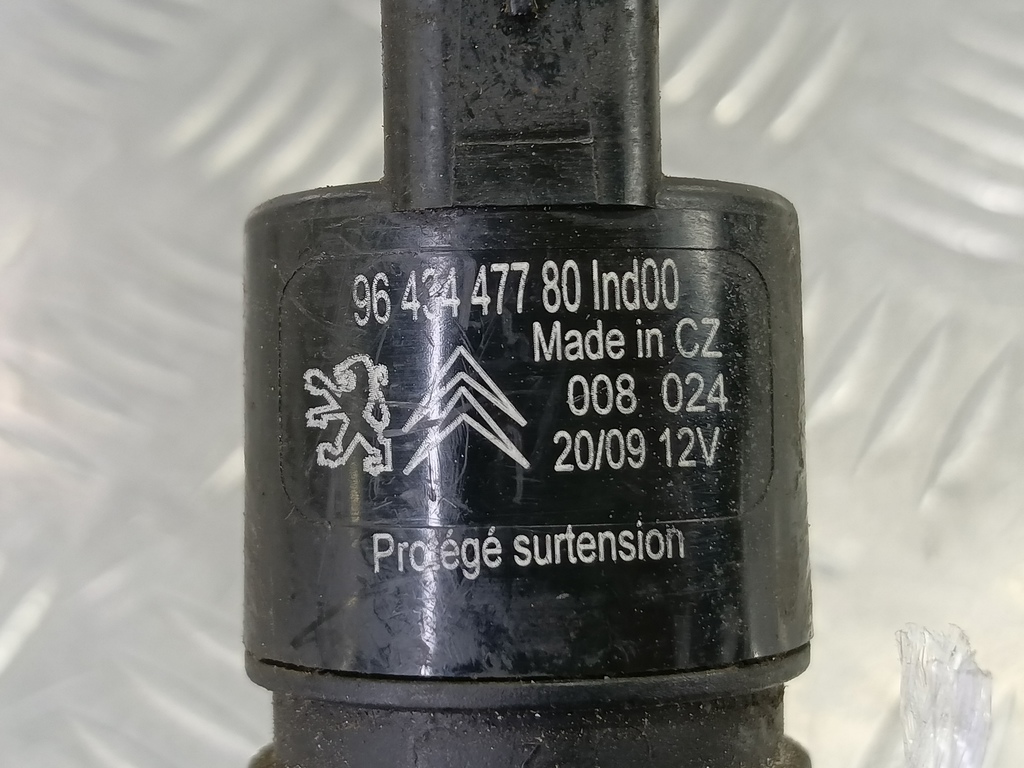 96 434 477 80 Ind00
Made in CZ
008 024
20/09 12V
Protégé surtension